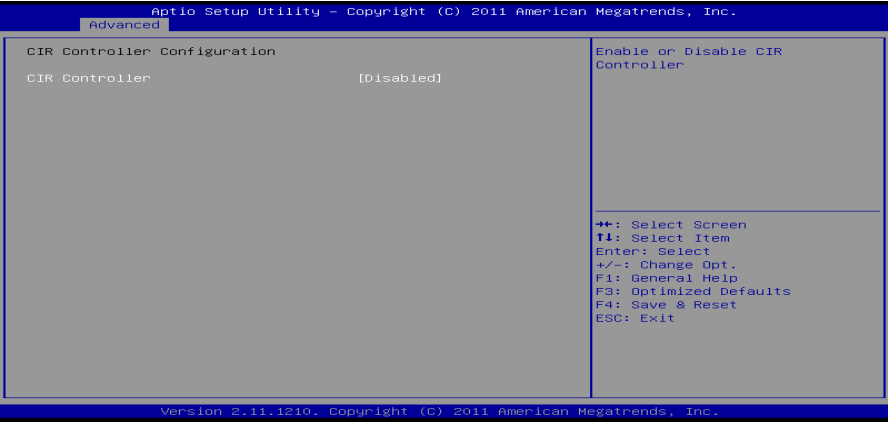 Aptio Setup Utility – Copyright (C) 2011 American Megatrends, Inc.
Advanced
CIR Controller Configuration
CIR Controller [Disabled]
Enable or Disable CIR
Controller
→←: Select Screen
↑↓: Select Item
Enter: Select
+/-: Change Opt.
F1: General Help
F3: Optimized Defaults
F4: Save & Reset
ESC: Exit
Version 2.11.1210. Copyright (C) 2011 American Megatrends, Inc.